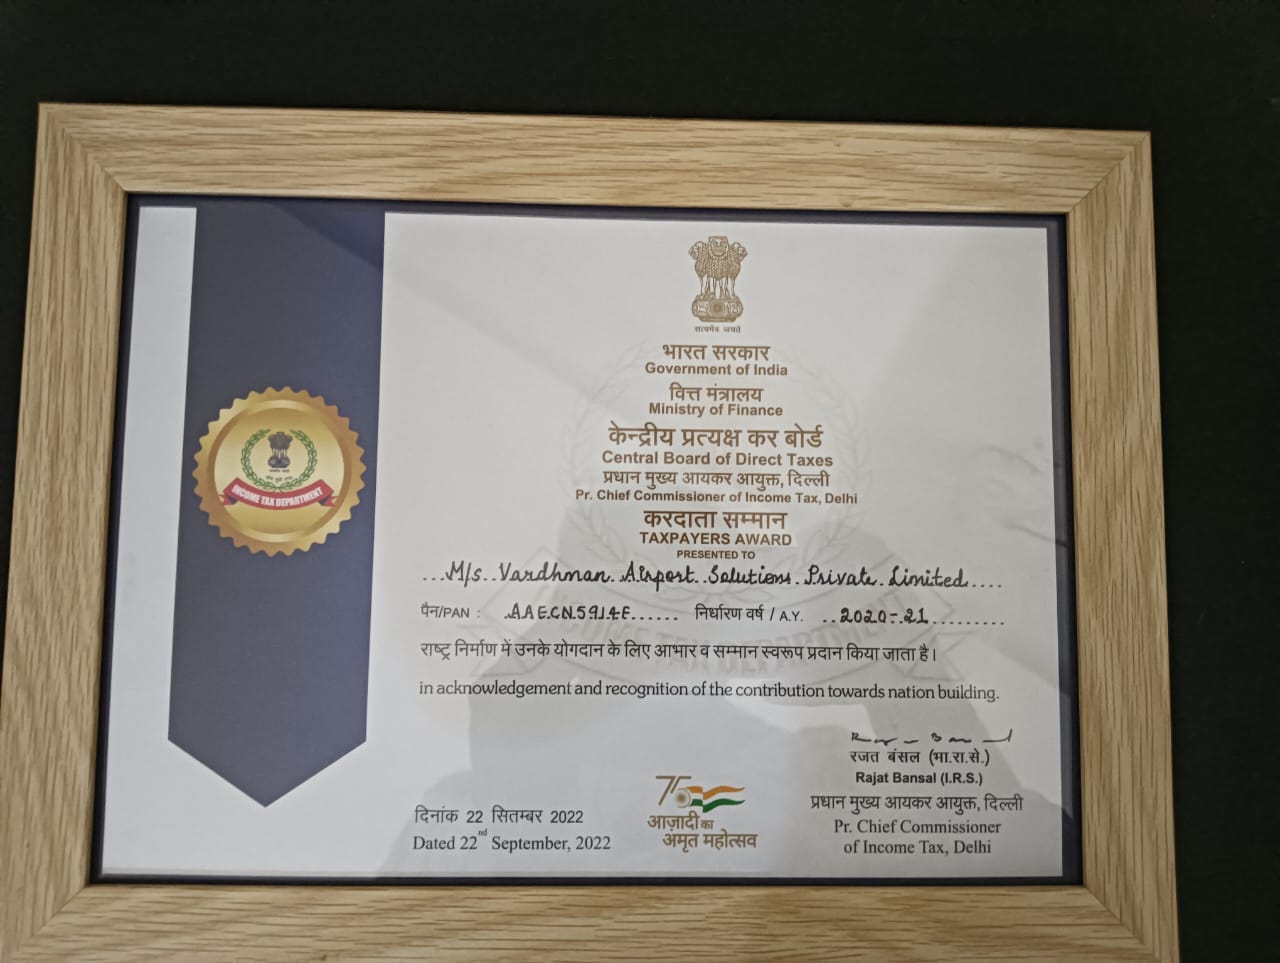 सत्यमेव जयते
भारत सरकार
Government of India
वित्त मंत्रालय
Ministry of Finance
केन्द्रीय प्रत्यक्ष कर बोर्ड
Central Board of Direct Taxes
प्रधान मुख्य आयकर आयुक्त, दिल्ली
Pr. Chief Commissioner of Income Tax, Delhi
करदाता सम्मान
TAXPAYERS AWARD
PRESENTED TO
...M/s..Vardhman.Airport..Solutions.Private.Limited....
पैन/PAN : .AAECN5914E...... निर्धारण वर्ष / A.Y. ..2020-.21.........
राष्ट्र निर्माण में उनके योगदान के लिए आभार व सम्मान स्वरूप प्रदान किया जाता है।
in acknowledgement and recognition of the contribution towards nation building.
INCOME TAX DEPARTMENT
रजत बंसल (भा.रा.से.)
Rajat Bansal (I.R.S.)
प्रधान मुख्य आयकर आयुक्त, दिल्ली
Pr. Chief Commissioner
of Income Tax, Delhi
75
आज़ादी का
अमृत महोत्सव
दिनांक 22 सितम्बर 2022
Dated 22nd September, 2022